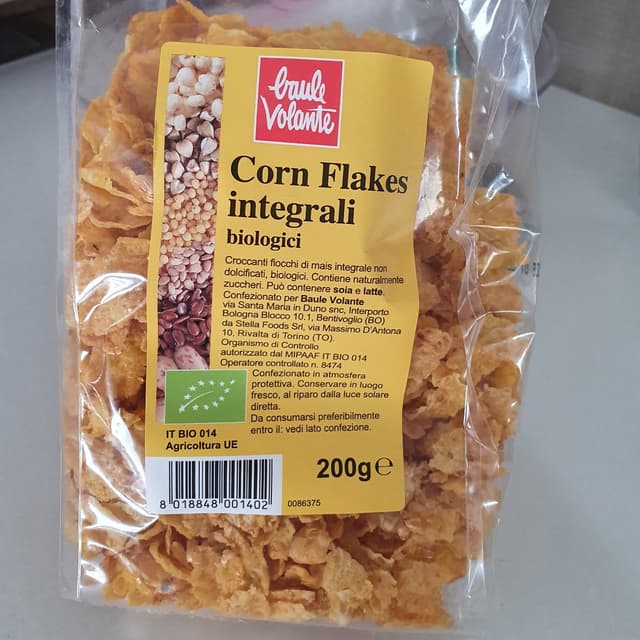 baule
Volante
Corn Flakes
integrali
biologici
Croccanti fiocchi di mais integrale non
dolcificati, biologici. Contiene naturalmente
zuccheri. Può contenere soia e latte.
Confezionato per Baule Volante
via Santa Maria in Duno snc, Interporto
Bologna Blocco 10.1, Bentivoglio (BO)
da Stella Foods Srl, via Massimo D'Antona
10, Rivalta di Torino (TO).
Organismo di Controllo
autorizzato dal MIPAAF IT BIO 014
Operatore controllato n. 8474
Confezionato in atmosfera
protettiva. Conservare in luogo
fresco, al riparo dalla luce solare
diretta.
Da consumarsi preferibilmente
entro il: vedi lato confezione.
IT BIO 014
Agricoltura UE
200g℮
8 018848 001402
0086375